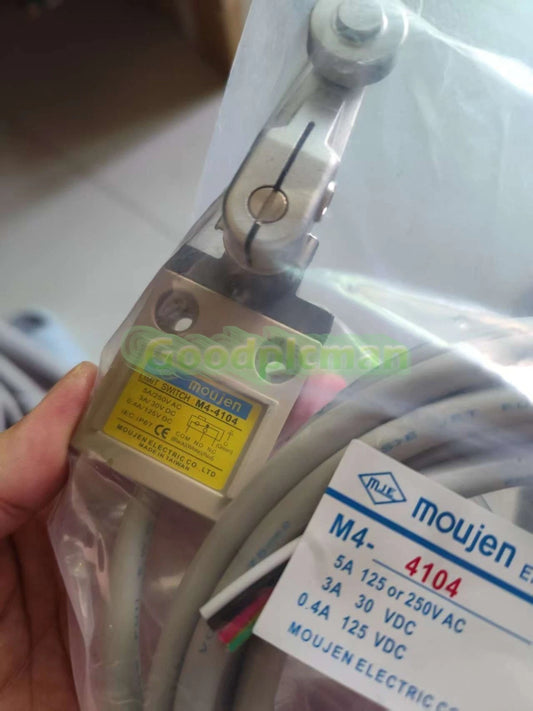 Goodricman
moujen
LIMIT SWITCH M4-4104
5A/250V AC
3A/30V DC
0.4A/125V DC
IEC IP67 CE
COM NO NC
MOUJEN ELECTRIC CO., LTD
MADE IN TAIWAN
M.J.E.
moujen
M4- 4104
5A 125 or 250V AC
3A 30 VDC
0.4A 125 VDC
MOUJEN ELECTRIC CO